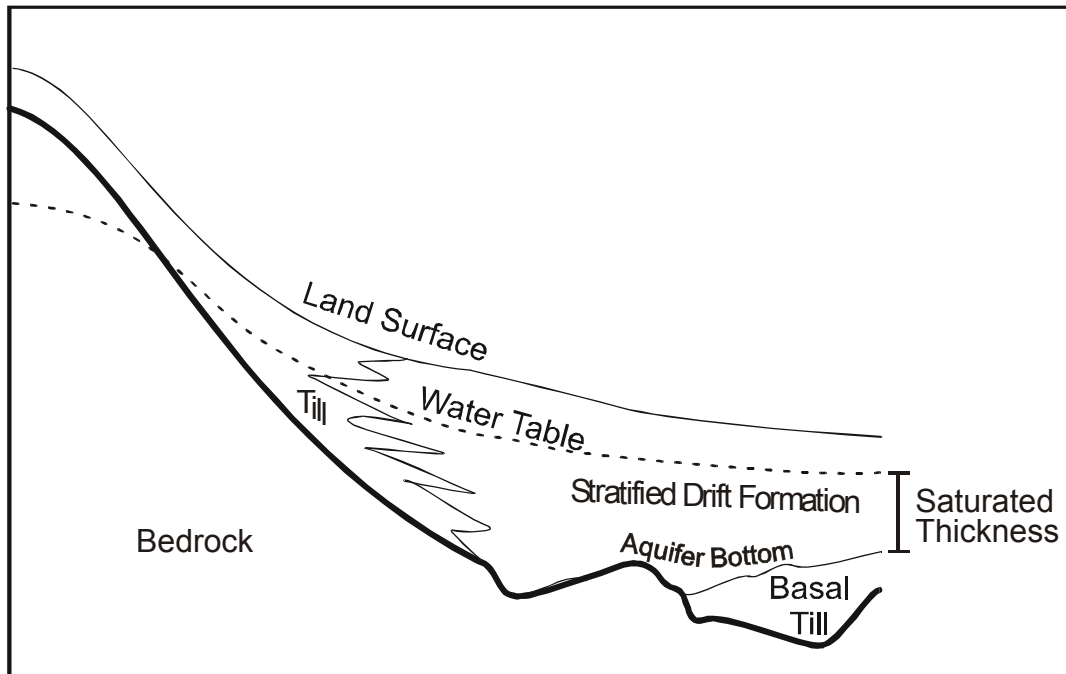 Land Surface
Water Table
Till
Stratified Drift Formation
Saturated
Thickness
Bedrock
Aquifer Bottom
Basal
Till